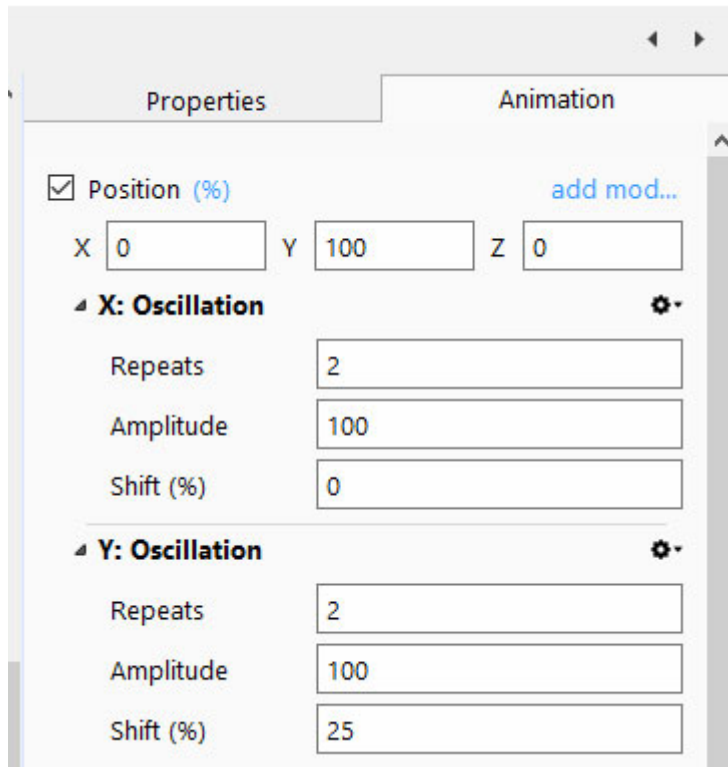 Properties Animation
Position (%) add mod...
X 0 Y 100 Z 0
X: Oscillation
Repeats 2
Amplitude 100
Shift (%) 0
Y: Oscillation
Repeats 2
Amplitude 100
Shift (%) 25